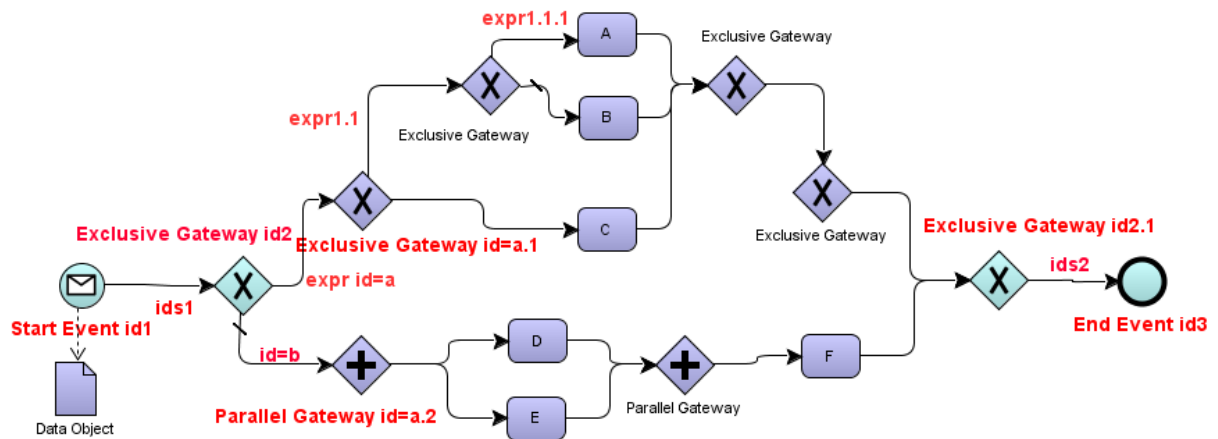 expr1.1.1
A
Exclusive Gateway
expr1.1
B
Exclusive Gateway
C
Exclusive Gateway id2
Exclusive Gateway id=a.1
Exclusive Gateway
Exclusive Gateway id2.1
expr id=a
ids1
ids2
Start Event id1
End Event id3
id=b
D
F
Parallel Gateway id=a.2
E
Parallel Gateway
Data Object